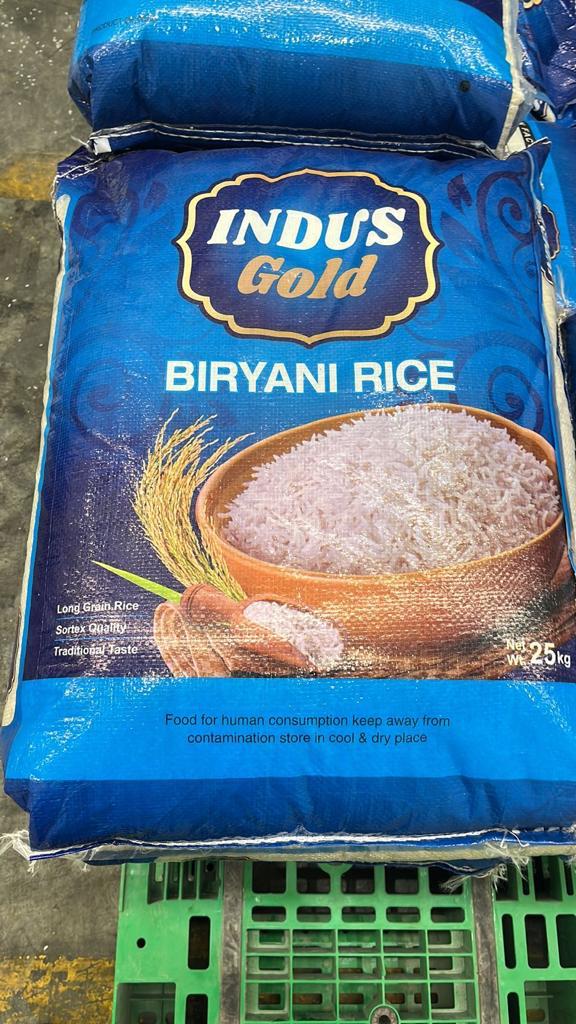 INDUS
Gold
BIRYANI RICE
Long Grain Rice
Sortex Quality
Traditional Taste
Net
Wt. 25kg
Food for human consumption keep away from
contamination store in cool & dry place